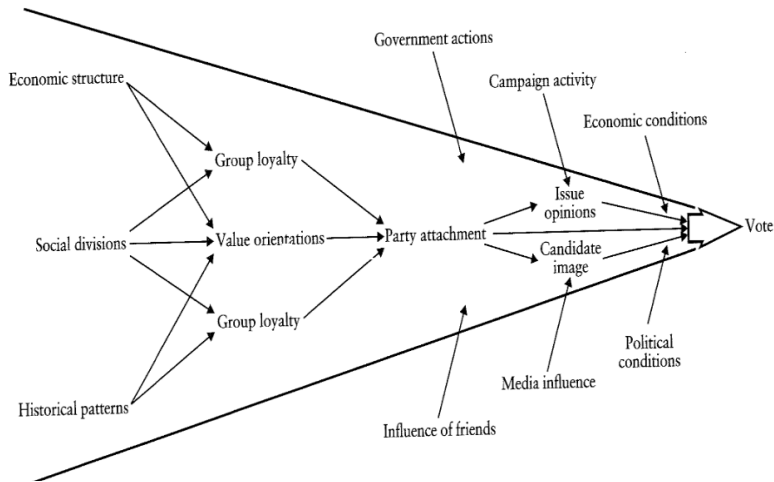 Government actions
Economic structure
Campaign activity
Economic conditions
Group loyalty
Issue
opinions
Social divisions
Value orientations
Party attachment
Vote
Candidate
image
Group loyalty
Political
conditions
Media influence
Historical patterns
Influence of friends